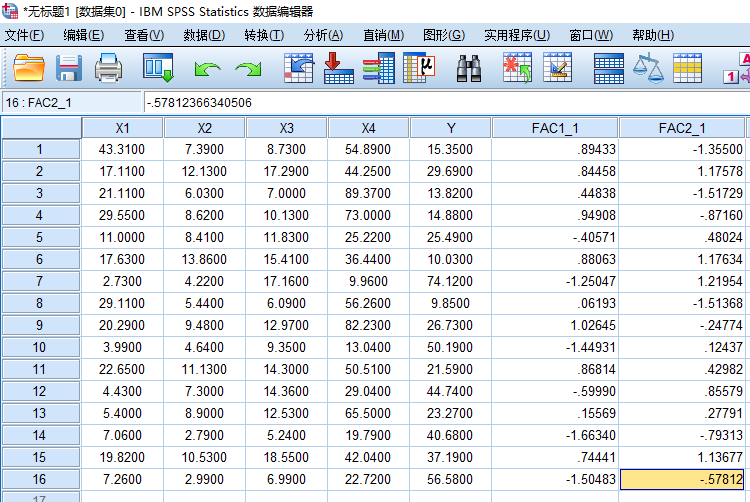 *无标题1 [数据集0] - IBM SPSS Statistics 数据编辑器
文件(F) 编辑(E) 查看(V) 数据(D) 转换(T) 分析(A) 直销(M) 图形(G) 实用程序(U) 窗口(W) 帮助(H)
16 : FAC2_1 -.57812366340506
X1 X2 X3 X4 Y FAC1_1 FAC2_1
1 43.3100 7.3900 8.7300 54.8900 15.3500 .89433 -1.35500
2 17.1100 12.1300 17.2900 44.2500 29.6900 .84458 1.17578
3 21.1100 6.0300 7.0000 89.3700 13.8200 .44838 -1.51729
4 29.5500 8.6200 10.1300 73.0000 14.8800 .94908 -.87160
5 11.0000 8.4100 11.8300 25.2200 25.4900 -.40571 .48024
6 17.6300 13.8600 15.4100 36.4400 10.0300 .88063 1.17634
7 2.7300 4.2200 17.1600 9.9600 74.1200 -1.25047 1.21954
8 29.1100 5.4400 6.0900 56.2600 9.8500 .06193 -1.51368
9 20.2900 9.4800 12.9700 82.2300 26.7300 1.02645 -.24774
10 3.9900 4.6400 9.3500 13.0400 50.1900 -1.44931 .12437
11 22.6500 11.1300 14.3000 50.5100 21.5900 .86814 .42982
12 4.4300 7.3000 14.3600 29.0400 44.7400 -.59990 .85579
13 5.4000 8.9000 12.5300 65.5000 23.2700 .15569 .27791
14 7.0600 2.7900 5.2400 19.7900 40.6800 -1.66340 -.79313
15 19.8200 10.5300 18.5500 42.0400 37.1900 .74441 1.13677
16 7.2600 2.9900 6.9900 22.7200 56.5800 -1.50483 -.57812
17